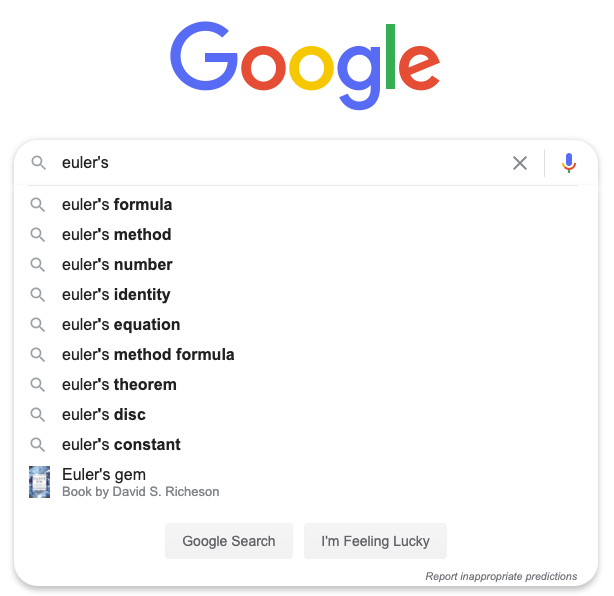 Google
euler's
euler's formula
euler's method
euler's number
euler's identity
euler's equation
euler's method formula
euler's theorem
euler's disc
euler's constant
Euler's gem
Book by David S. Richeson
Google Search
I'm Feeling Lucky
Report inappropriate predictions